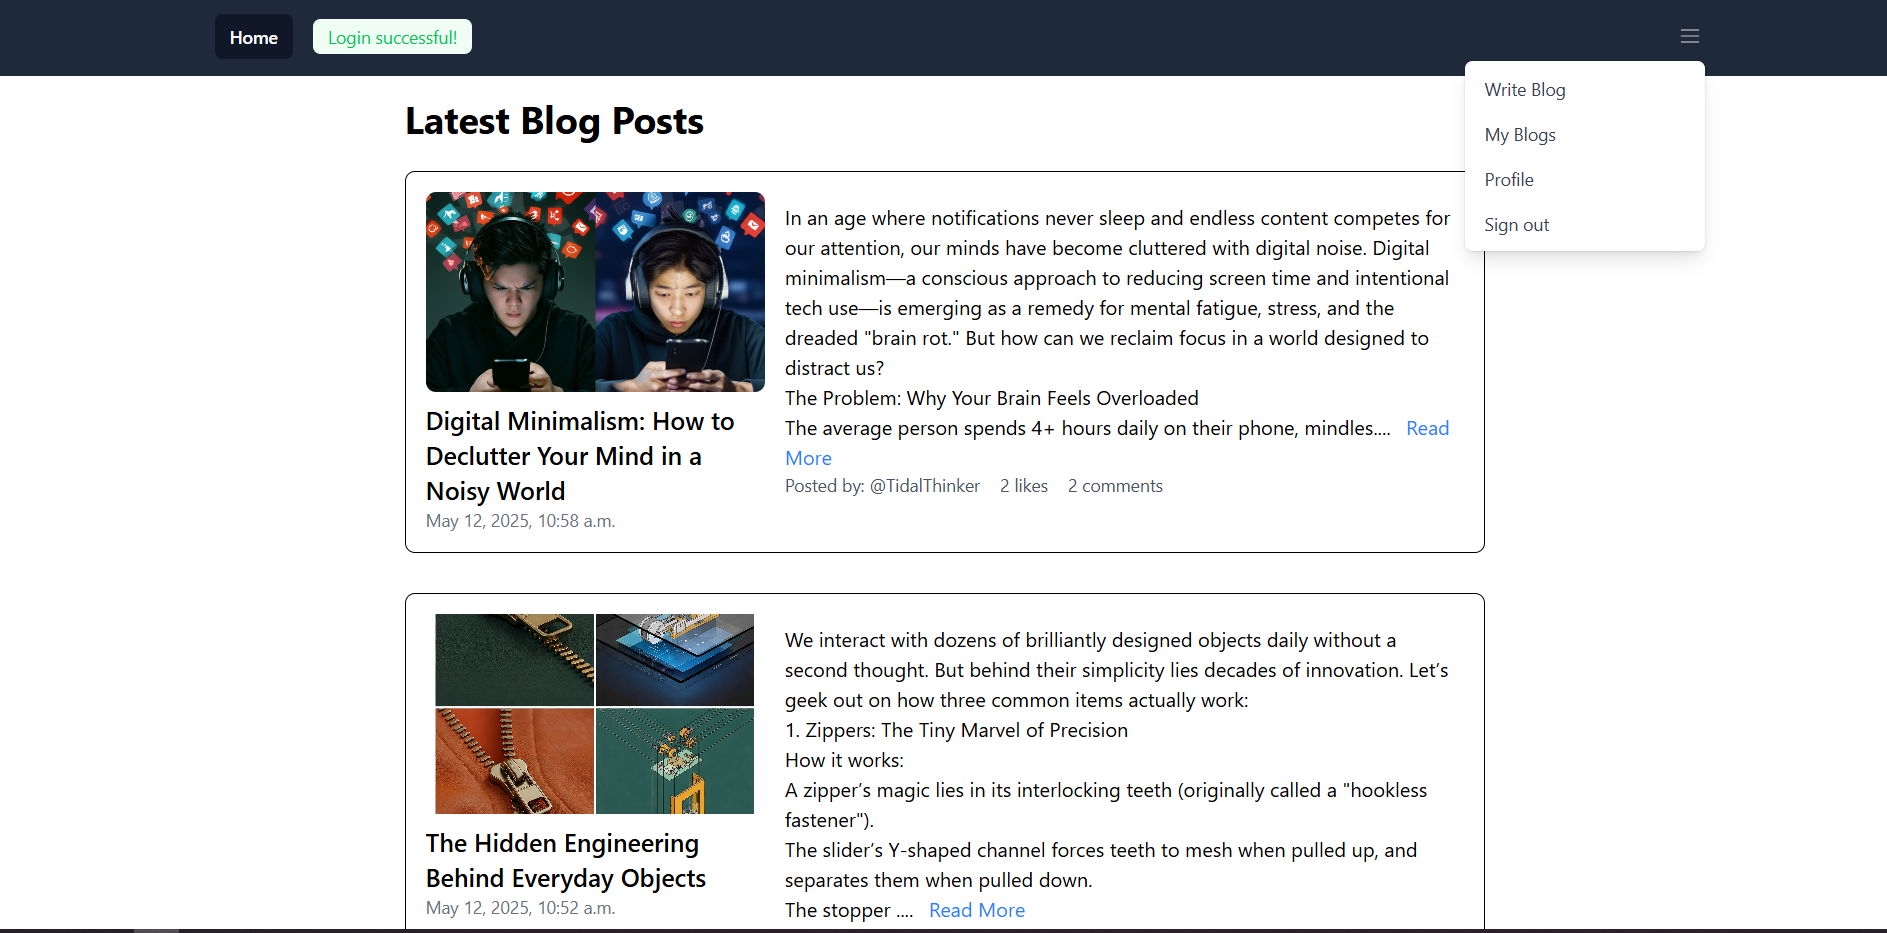 Home
Login successful!
Write Blog
My Blogs
Profile
Sign out
Latest Blog Posts
In an age where notifications never sleep and endless content competes for
our attention, our minds have become cluttered with digital noise. Digital
minimalism—a conscious approach to reducing screen time and intentional
tech use—is emerging as a remedy for mental fatigue, stress, and the
dreaded "brain rot." But how can we reclaim focus in a world designed to
distract us?
The Problem: Why Your Brain Feels Overloaded
The average person spends 4+ hours daily on their phone, mindles.... Read
More
Posted by: @TidalThinker 2 likes 2 comments
Digital Minimalism: How to
Declutter Your Mind in a
Noisy World
May 12, 2025, 10:58 a.m.
We interact with dozens of brilliantly designed objects daily without a
second thought. But behind their simplicity lies decades of innovation. Let’s
geek out on how three common items actually work:
1. Zippers: The Tiny Marvel of Precision
How it works:
A zipper’s magic lies in its interlocking teeth (originally called a "hookless
fastener").
The slider’s Y-shaped channel forces teeth to mesh when pulled up, and
separates them when pulled down.
The stopper .... Read More
The Hidden Engineering
Behind Everyday Objects
May 12, 2025, 10:52 a.m.